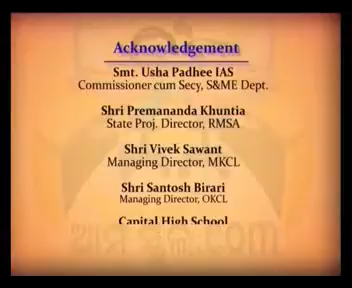 Acknowledgement
Smt. Usha Padhee IAS
Commissioner cum Secy, S&ME Dept.
Shri Premananda Khuntia
State Proj. Director, RMSA
Shri Vivek Sawant
Managing Director, MKCL
Shri Santosh Birari
Managing Director, OKCL
Capital High School
.com